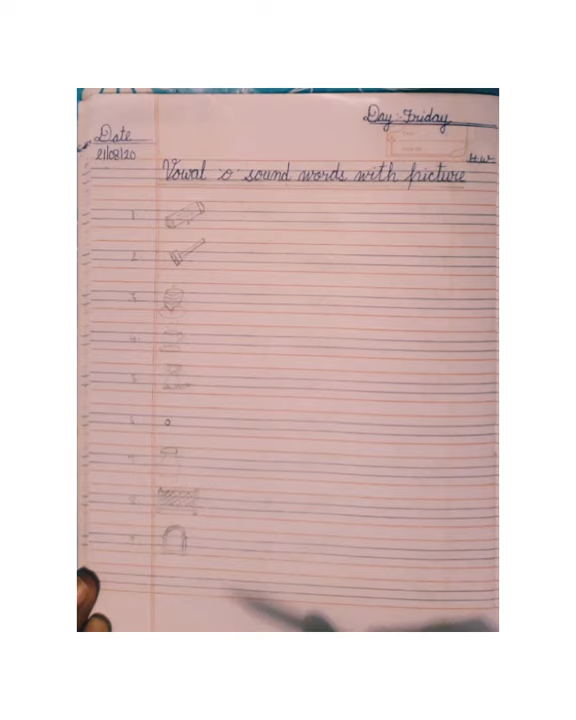 Day :- Friday
Date
21/08/20
H.W.
Vowal o sound words with picture
1.
2.
3.
4.
5.
6.
7.
8.
9.